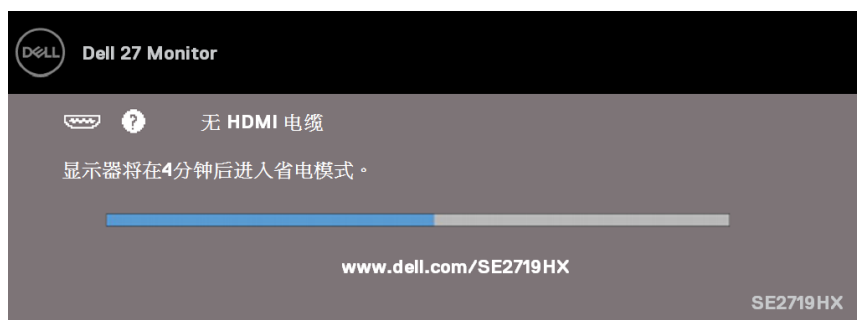 DELL Dell 27 Monitor
? 无 HDMI 电缆
显示器将在4分钟后进入省电模式。
www.dell.com/SE2719HX
SE2719HX